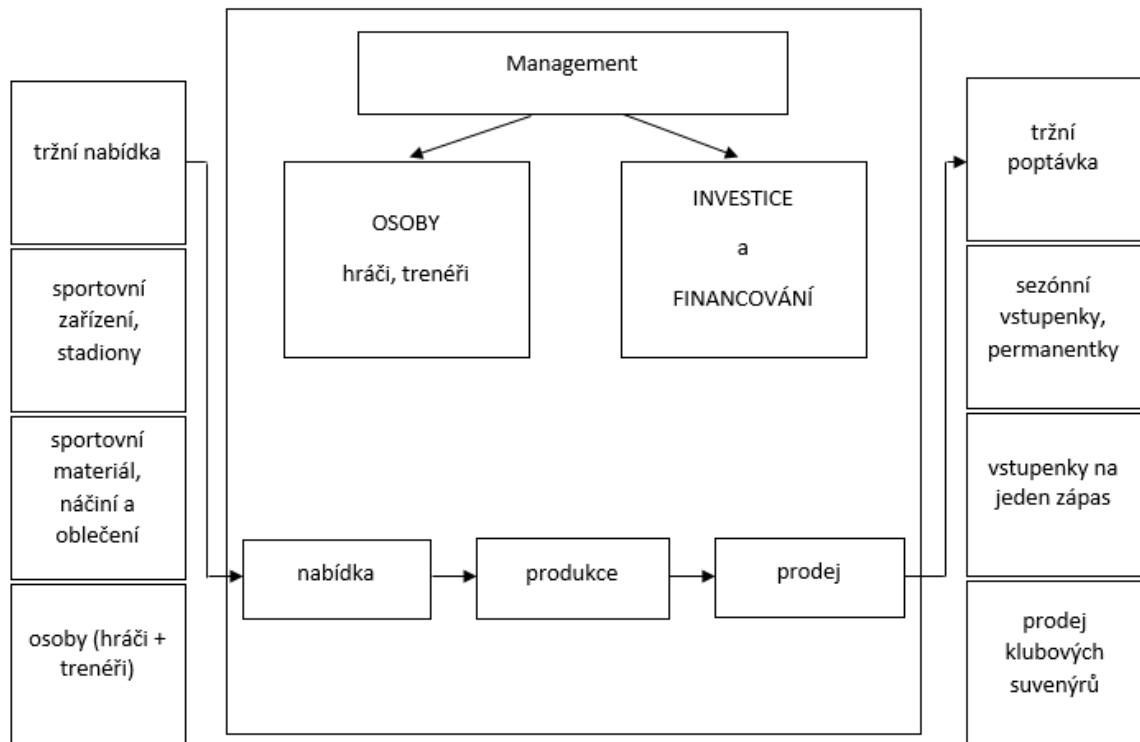 Management
tržní nabídka
sportovní
zařízení,
stadiony
sportovní
materiál,
náčiní a
oblečení
osoby (hráči +
trenéři)
OSOBY
hráči, trenéři
INVESTICE
a
FINANCOVÁNÍ
nabídka
produkce
prodej
tržní
poptávka
sezónní
vstupenky,
permanentky
vstupenky na
jeden zápas
prodej
klubových
suvenýrů